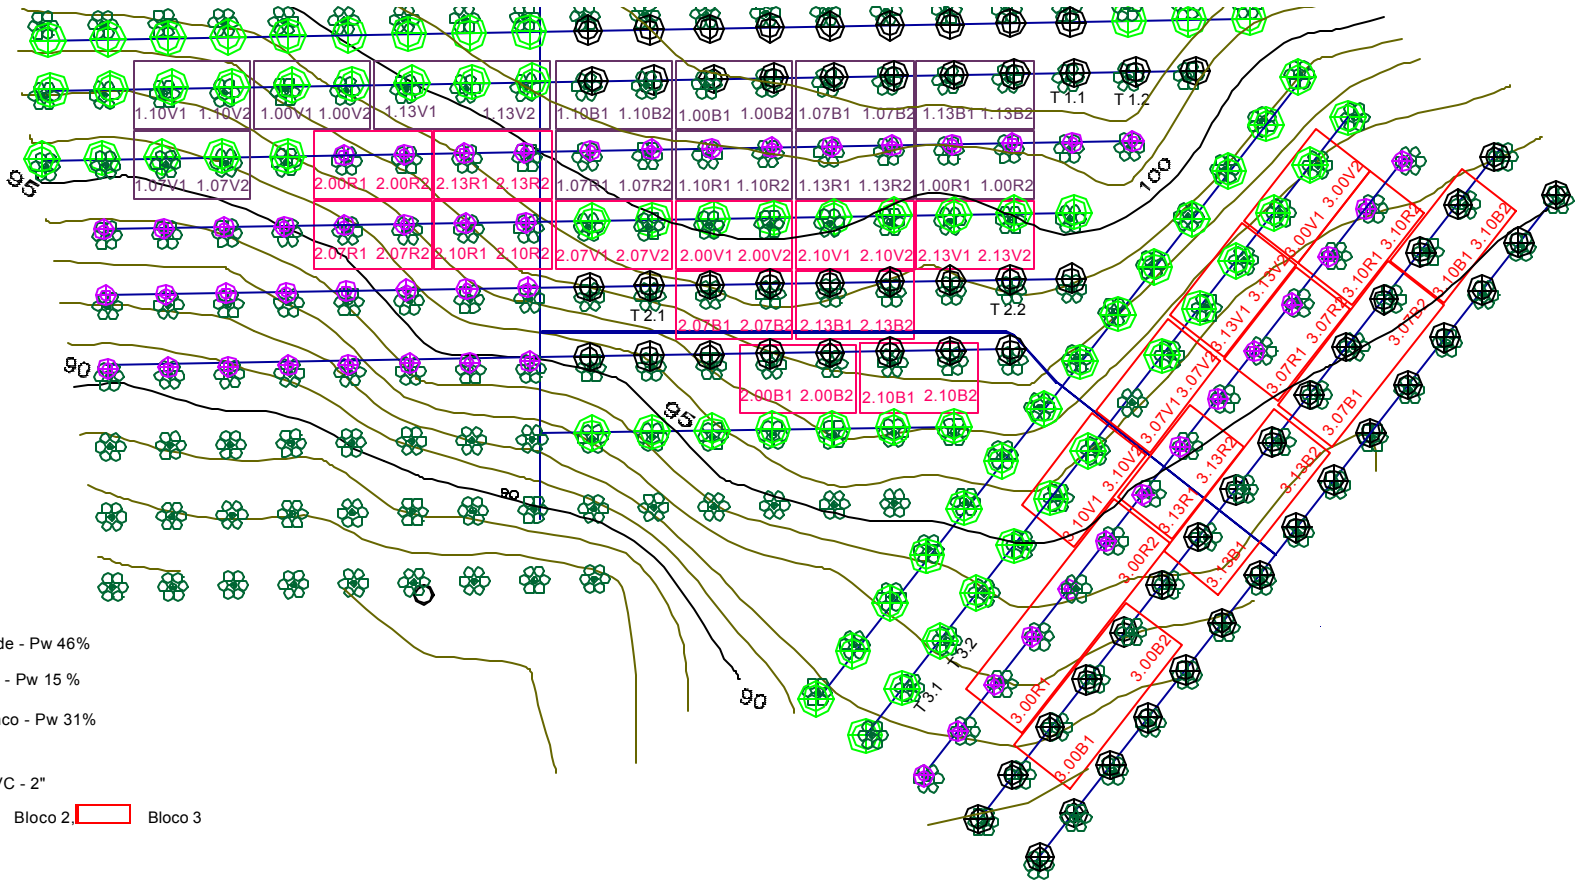 1.10V1 1.10V2 1.00V1 1.00V2 1.13V1 1.13V2 1.10B1 1.10B2 1.00B1 1.00B2 1.07B1 1.07B2 1.13B1 1.13B2 T 1.1 T 1.2
95 1.07V1 1.07V2 2.00R1 2.00R2 2.13R1 2.13R2 1.07R1 1.07R2 1.10R1 1.10R2 1.13R1 1.13R2 1.00R1 1.00R2 100
2.07R1 2.07R2 2.10R1 2.10R2 2.07V1 2.07V2 2.00V1 2.00V2 2.10V1 2.10V2 2.13V1 2.13V2
T 2.1 2.07B1 2.07B2 2.13B1 2.13B2 T 2.2
90 2.00B1 2.00B2 2.10B1 2.10B2
95
90
90
3.10V1 3.10V2 3.07V1 3.07V2 3.13V1 3.13V2 3.00V1 3.00V2
3.00R1 3.00R2 3.13R1 3.13R2 3.07R1 3.07R2 3.10R1 3.10R2
3.00B1 3.00B2 3.13B1 3.13B2 3.07B1 3.07B2 3.10B1 3.10B2
T 3.1 T 3.2
de - Pw 46%
- Pw 15 %
nco - Pw 31%
VC - 2"
Bloco 2, Bloco 3